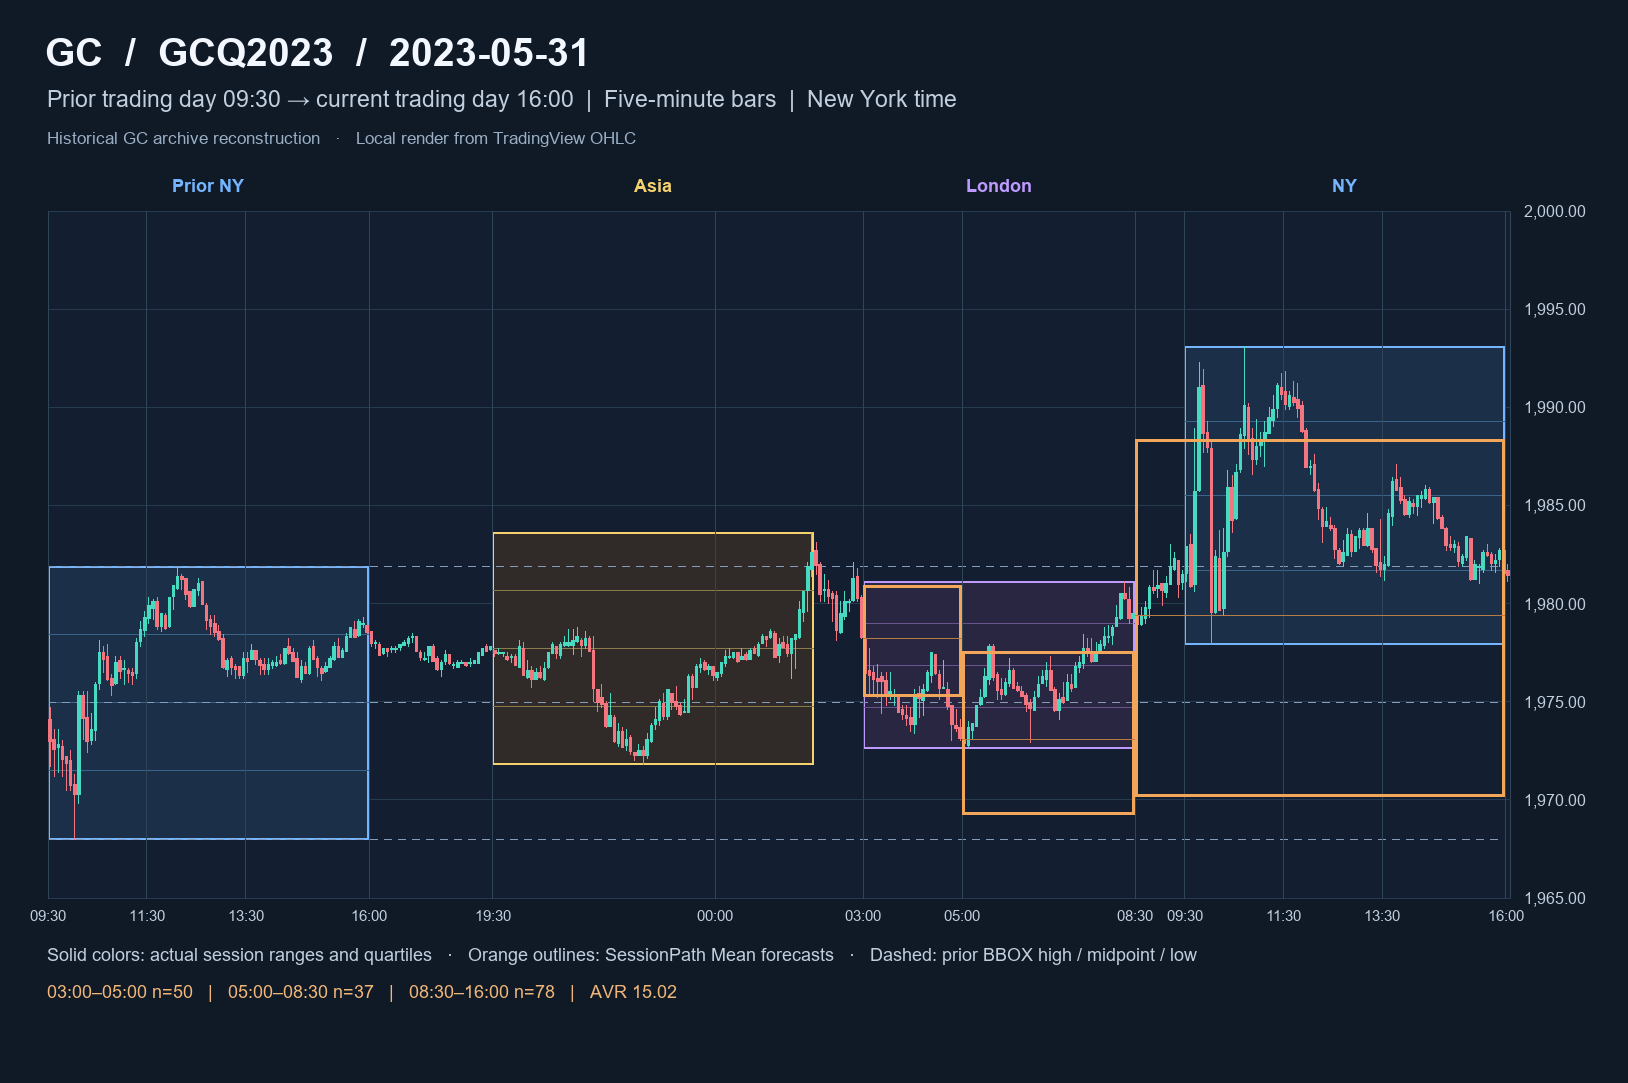 GC / GCQ2023 / 2023-05-31
Prior trading day 09:30 → current trading day 16:00 | Five-minute bars | New York time
Historical GC archive reconstruction · Local render from TradingView OHLC
Prior NY Asia London NY
2,000.00
1,995.00
1,990.00
1,985.00
1,980.00
1,975.00
1,970.00
1,965.00
09:30 11:30 13:30 16:00 19:30 00:00 03:00 05:00 08:30 09:30 11:30 13:30 16:00
Solid colors: actual session ranges and quartiles · Orange outlines: SessionPath Mean forecasts · Dashed: prior BBOX high / midpoint / low
03:00–05:00 n=50 | 05:00–08:30 n=37 | 08:30–16:00 n=78 | AVR 15.02